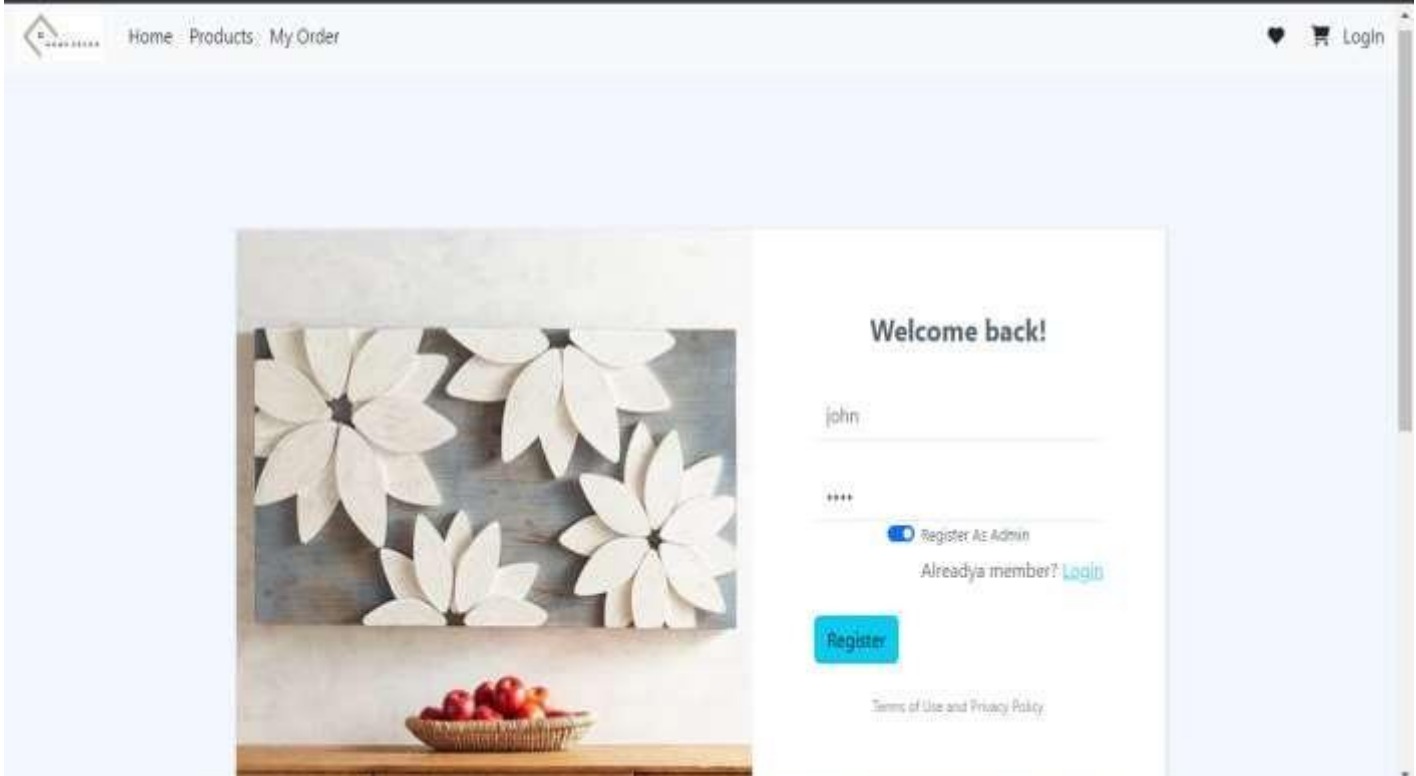 Home Products My Order Login
Welcome back!
john
••••
Register As Admin
Alreadya member? Login
Register
Terms of Use and Privacy Policy